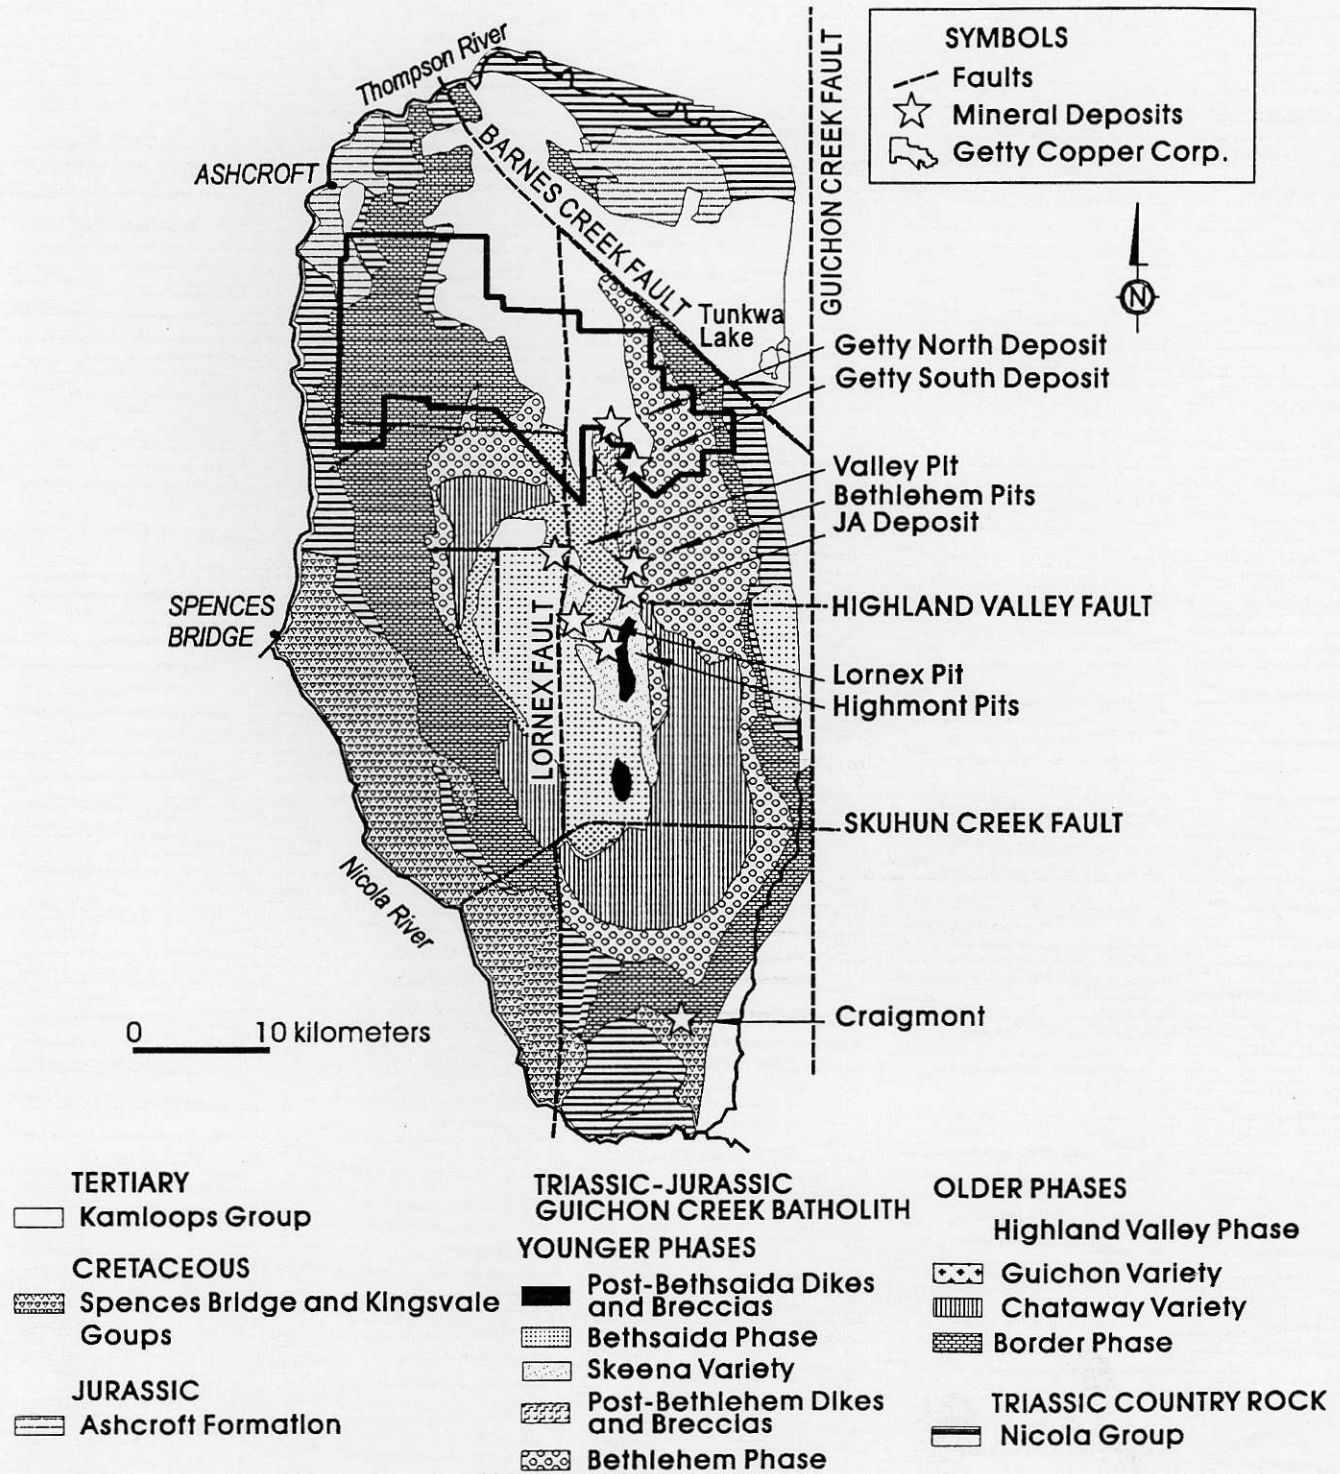 SYMBOLS
Faults
Mineral Deposits
Getty Copper Corp.
Thompson River
ASHCROFT
BARNES CREEK FAULT
GUICHON CREEK FAULT
N
Tunkwa
Lake
Getty North Deposit
Getty South Deposit
Valley Pit
Bethlehem Pits
JA Deposit
SPENCES
BRIDGE
HIGHLAND VALLEY FAULT
LORNEX FAULT
Lornex Pit
Highmont Pits
SKUHUN CREEK FAULT
Nicola River
Craigmont
0 10 kilometers
TERTIARY
Kamloops Group
CRETACEOUS
Spences Bridge and Kingsvale
Goups
JURASSIC
Ashcroft Formation
TRIASSIC-JURASSIC
GUICHON CREEK BATHOLITH
YOUNGER PHASES
Post-Bethsaida Dikes
and Breccias
Bethsaida Phase
Skeena Variety
Post-Bethlehem Dikes
and Breccias
Bethlehem Phase
OLDER PHASES
Highland Valley Phase
Guichon Variety
Chataway Variety
Border Phase
TRIASSIC COUNTRY ROCK
Nicola Group